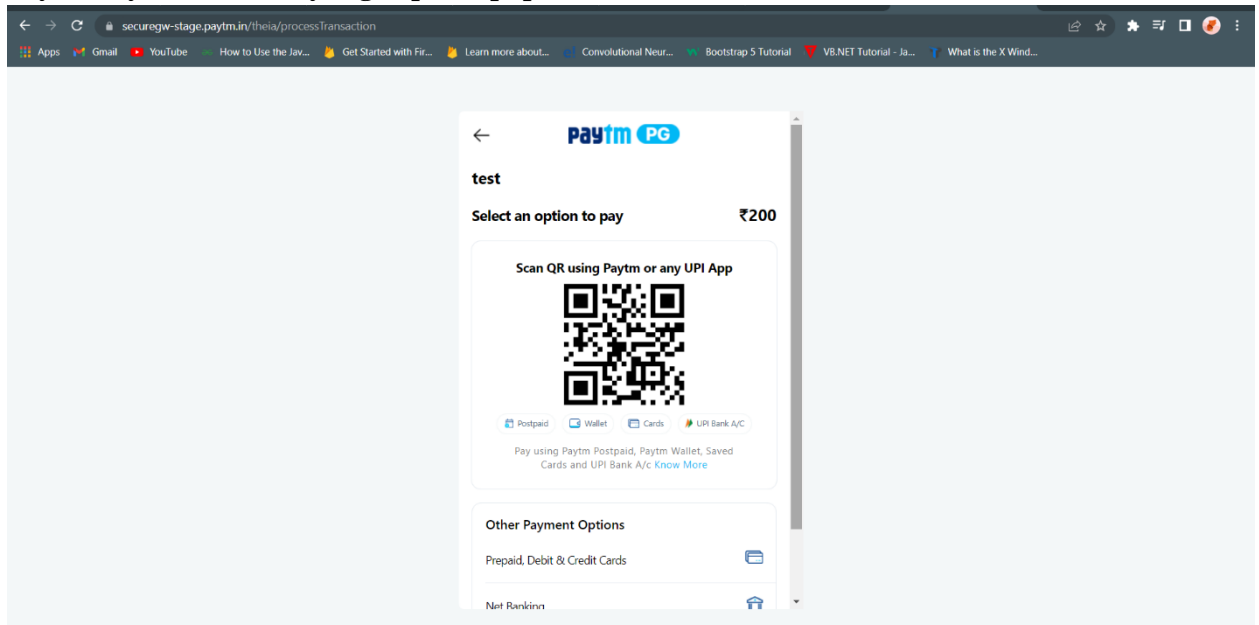 securegw-stage.paytm.in/theia/processTransaction
Apps Gmail YouTube How to Use the Jav... Get Started with Fir... Learn more about... Convolutional Neur... Bootstrap 5 Tutorial VB.NET Tutorial - Ja... What is the X Wind...
paytm PG
test
Select an option to pay ₹200
Scan QR using Paytm or any UPI App
Postpaid Wallet Cards UPI Bank A/C
Pay using Paytm Postpaid, Paytm Wallet, Saved
Cards and UPI Bank A/c Know More
Other Payment Options
Prepaid, Debit & Credit Cards
Net Banking